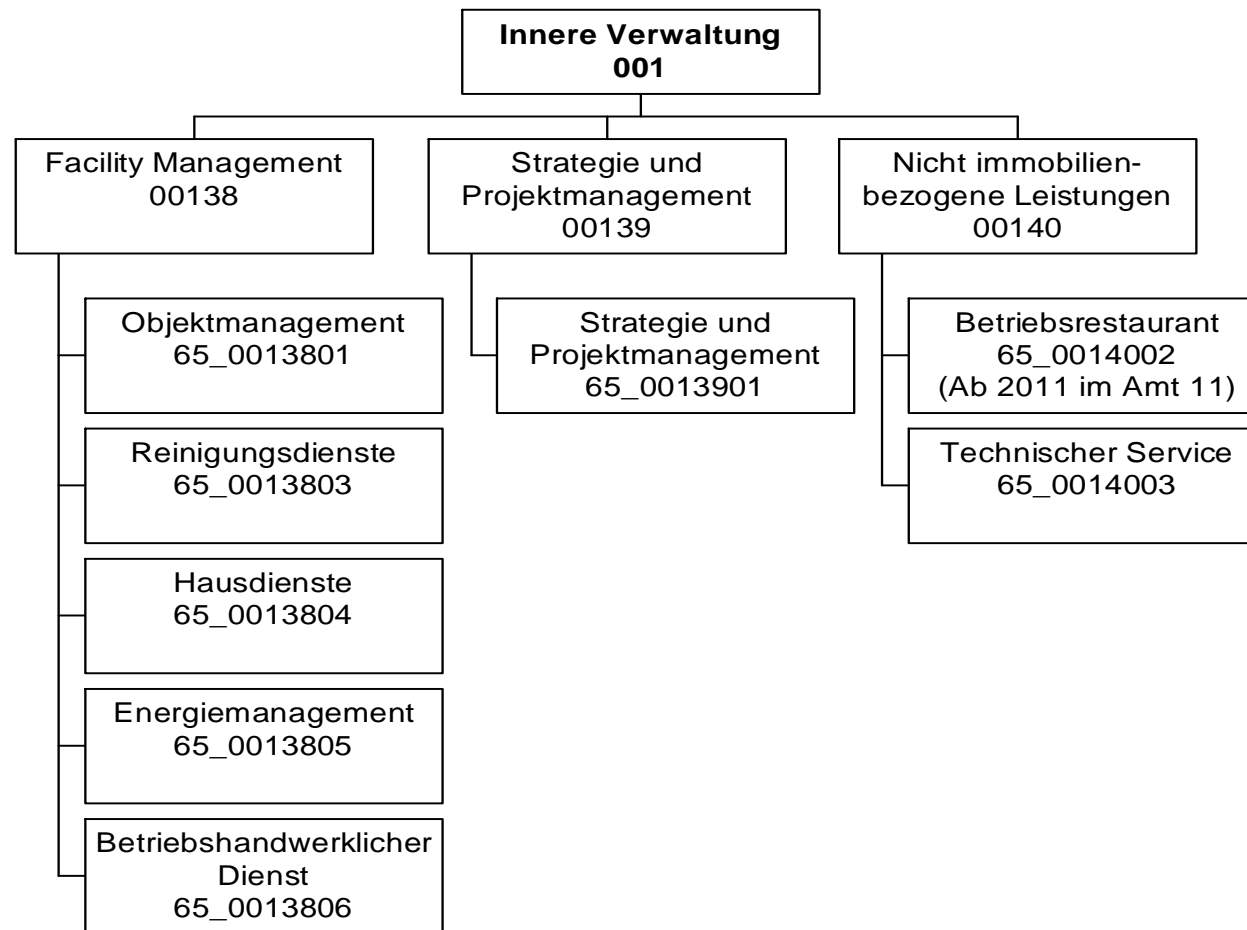 Innere Verwaltung
001
Facility Management
00138
Strategie und
Projektmanagement
00139
Nicht immobilien-
bezogene Leistungen
00140
Objektmanagement
65_0013801
Reinigungsdienste
65_0013803
Hausdienste
65_0013804
Energiemanagement
65_0013805
Betriebshandwerklicher
Dienst
65_0013806
Strategie und
Projektmanagement
65_0013901
Betriebsrestaurant
65_0014002
(Ab 2011 im Amt 11)
Technischer Service
65_0014003